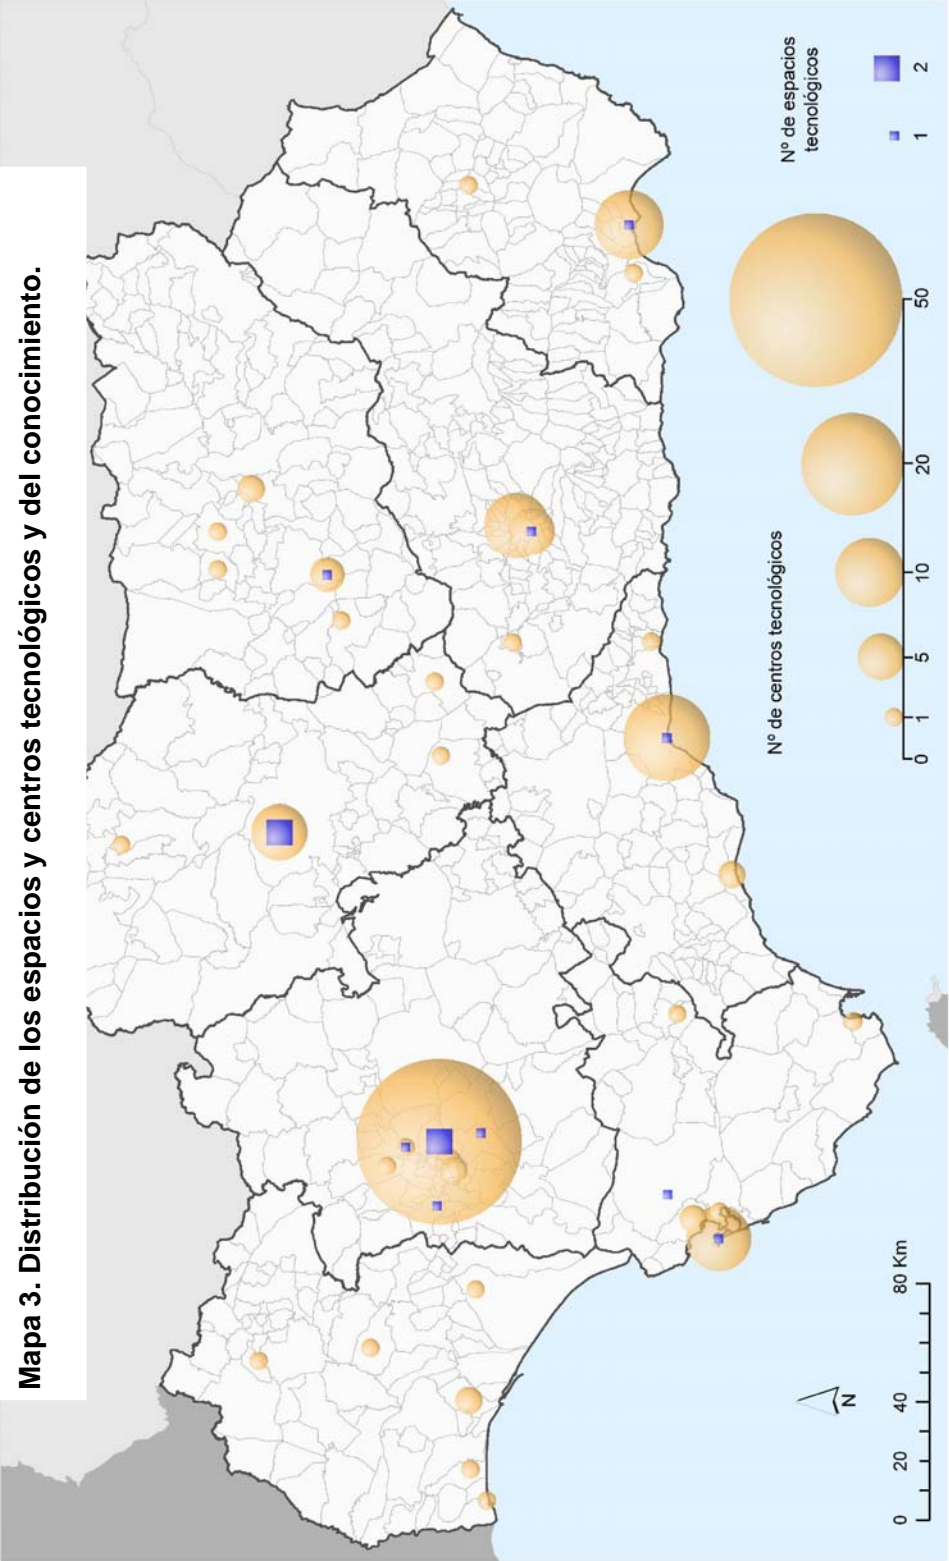 Mapa 3. Distribución de los espacios y centros tecnológicos y del conocimiento.
Nº de espacios
tecnológicos
1 2
Nº de centros tecnológicos
0 1 5 10 20 50
N
0 20 40 80 Km